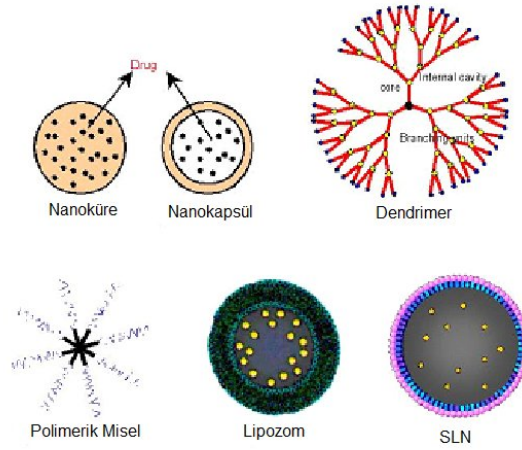 Drug
Nanoküre
Nanokapsül
core
Internal cavity
Branching units
Dendrimer
Polimerik Misel
Lipozom
SLN